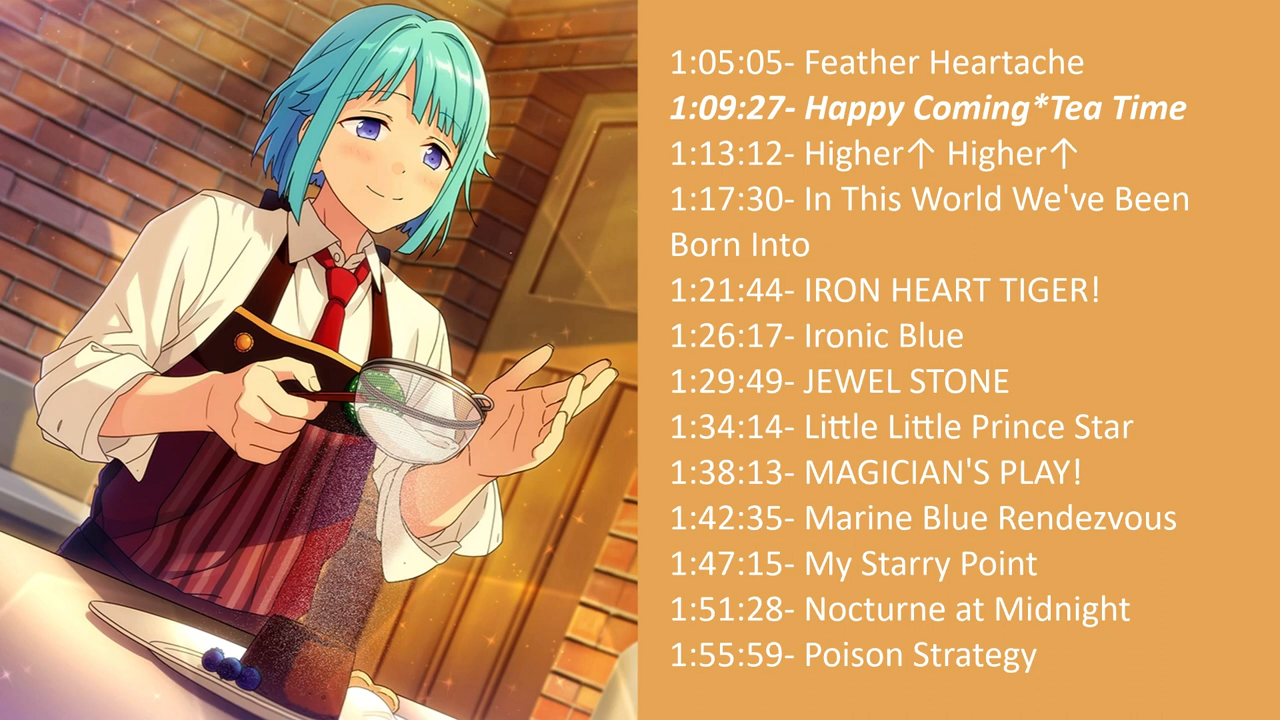 1:05:05- Feather Heartache
1:09:27- Happy Coming*Tea Time
1:13:12- Higher↑ Higher↑
1:17:30- In This World We've Been
Born Into
1:21:44- IRON HEART TIGER!
1:26:17- Ironic Blue
1:29:49- JEWEL STONE
1:34:14- Little Little Prince Star
1:38:13- MAGICIAN'S PLAY!
1:42:35- Marine Blue Rendezvous
1:47:15- My Starry Point
1:51:28- Nocturne at Midnight
1:55:59- Poison Strategy